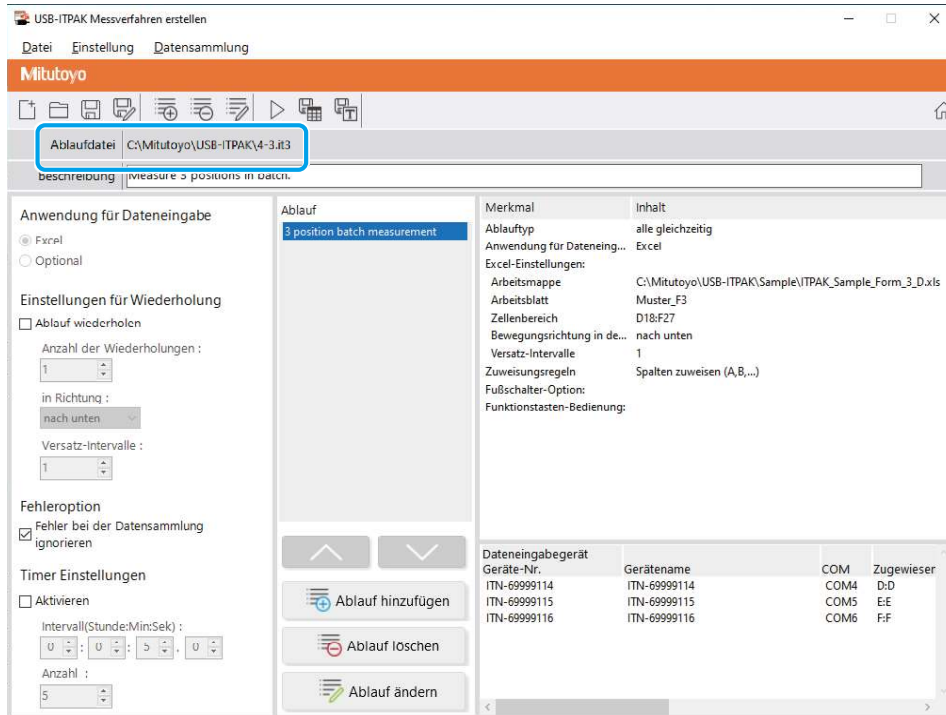 USB-ITPAK Messverfahren erstellen
Datei Einstellung Datensammlung
Mitutoyo
Ablaufdatei C:\Mitutoyo\USB-ITPAK\4-3.it3
Beschreibung Measure 3 positions in batch.
Anwendung für Dateneingabe
Excel
Optional
Einstellungen für Wiederholung
Ablauf wiederholen
Anzahl der Wiederholungen :
1
in Richtung :
nach unten
Versatz-Intervalle :
1
Fehleroption
Fehler bei der Datensammlung
ignorieren
Timer Einstellungen
Aktivieren
Intervall(Stunde:Min:Sek) :
0 : 0 : 5 . 0
Anzahl :
5
Ablauf
3 position batch measurement
Ablauf hinzufügen
Ablauf löschen
Ablauf ändern
Merkmal Inhalt
Ablauftyp alle gleichzeitig
Anwendung für Dateneing... Excel
Excel-Einstellungen:
Arbeitsmappe C:\Mitutoyo\USB-ITPAK\Sample\ITPAK_Sample_Form_3_D.xls
Arbeitsblatt Muster_F3
Zellenbereich D18:F27
Bewegungsrichtung in de... nach unten
Versatz-Intervalle 1
Zuweisungsregeln Spalten zuweisen (A,B,...)
Fußschalter-Option:
Funktionstasten-Bedienung:
Dateneingabegerät
Geräte-Nr. Gerätename COM Zugewieser
ITN-69999114 ITN-69999114 COM4 D:D
ITN-69999115 ITN-69999115 COM5 E:E
ITN-69999116 ITN-69999116 COM6 F:F